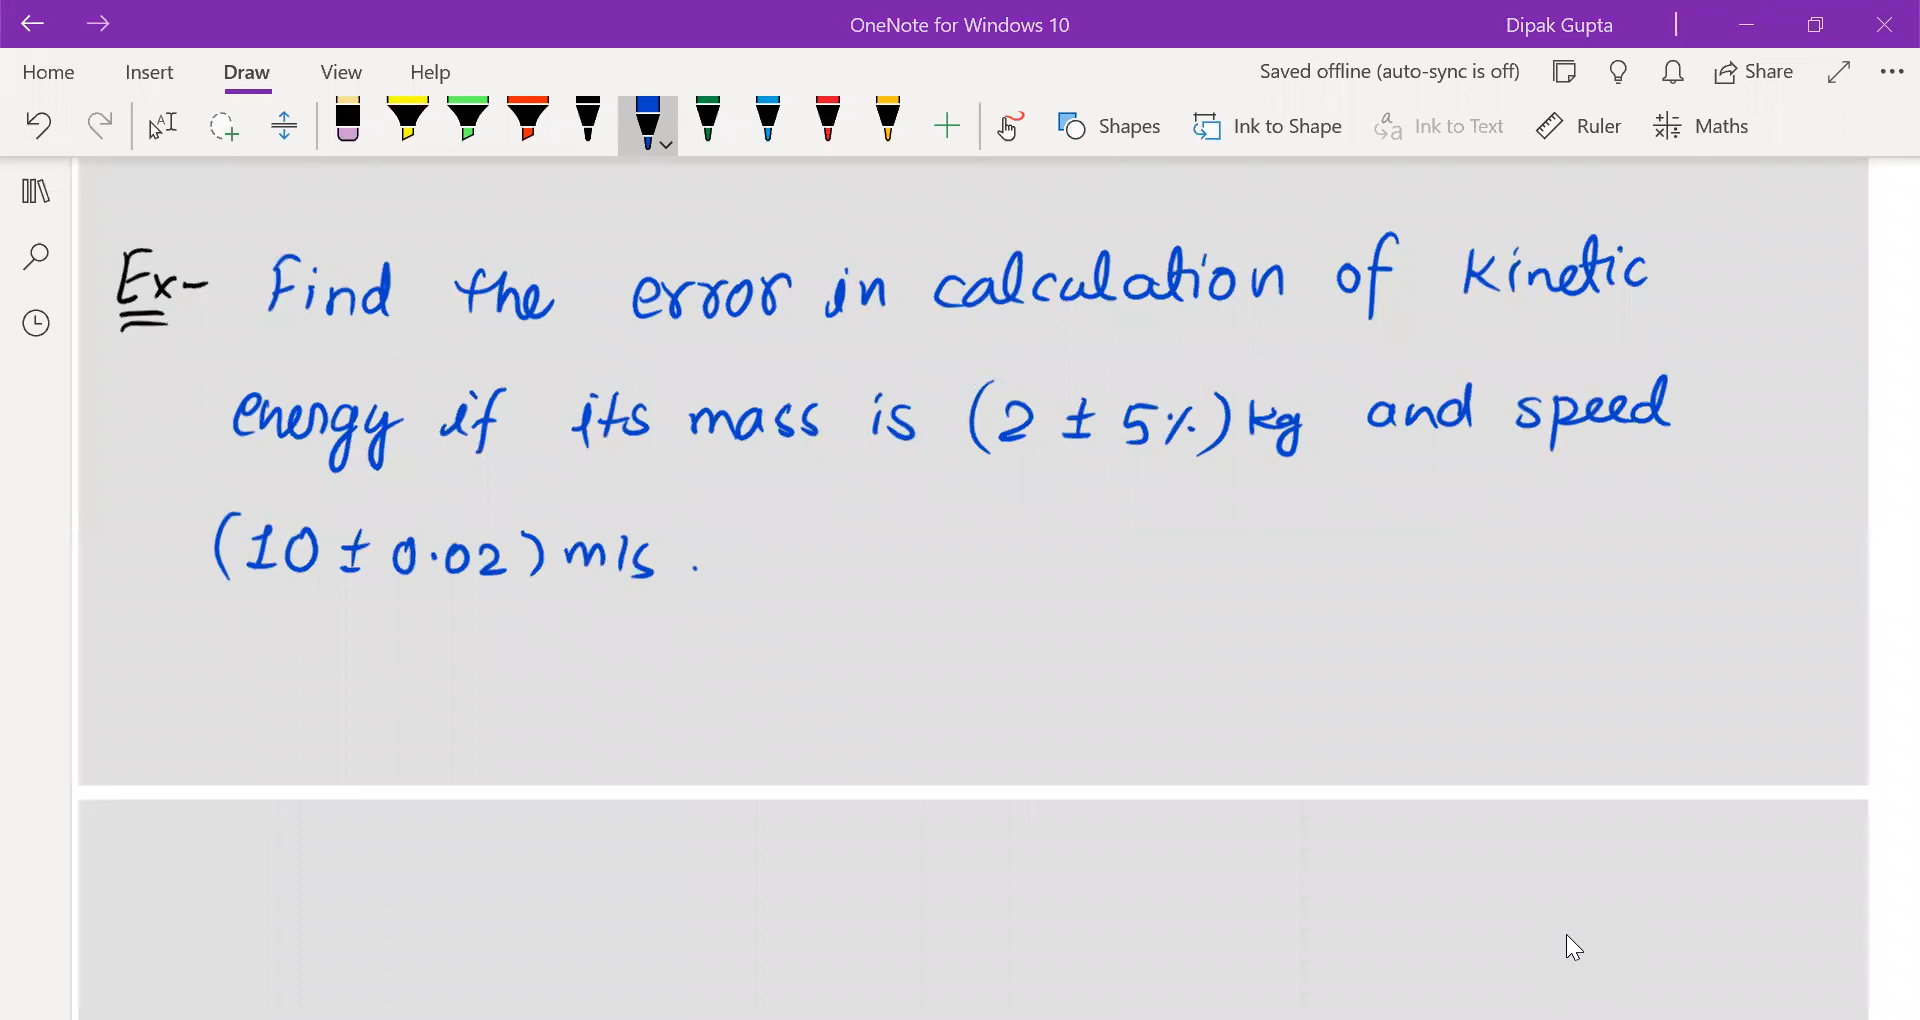 OneNote for Windows 10
Dipak Gupta
Home Insert Draw View Help
Saved offline (auto-sync is off)
Share
Shapes
Ink to Shape
Ink to Text
Ruler
Maths
Ex- Find the error in calculation of Kinetic
energy if its mass is (2 ± 5%) kg and speed
(10 ± 0.02) m/s .